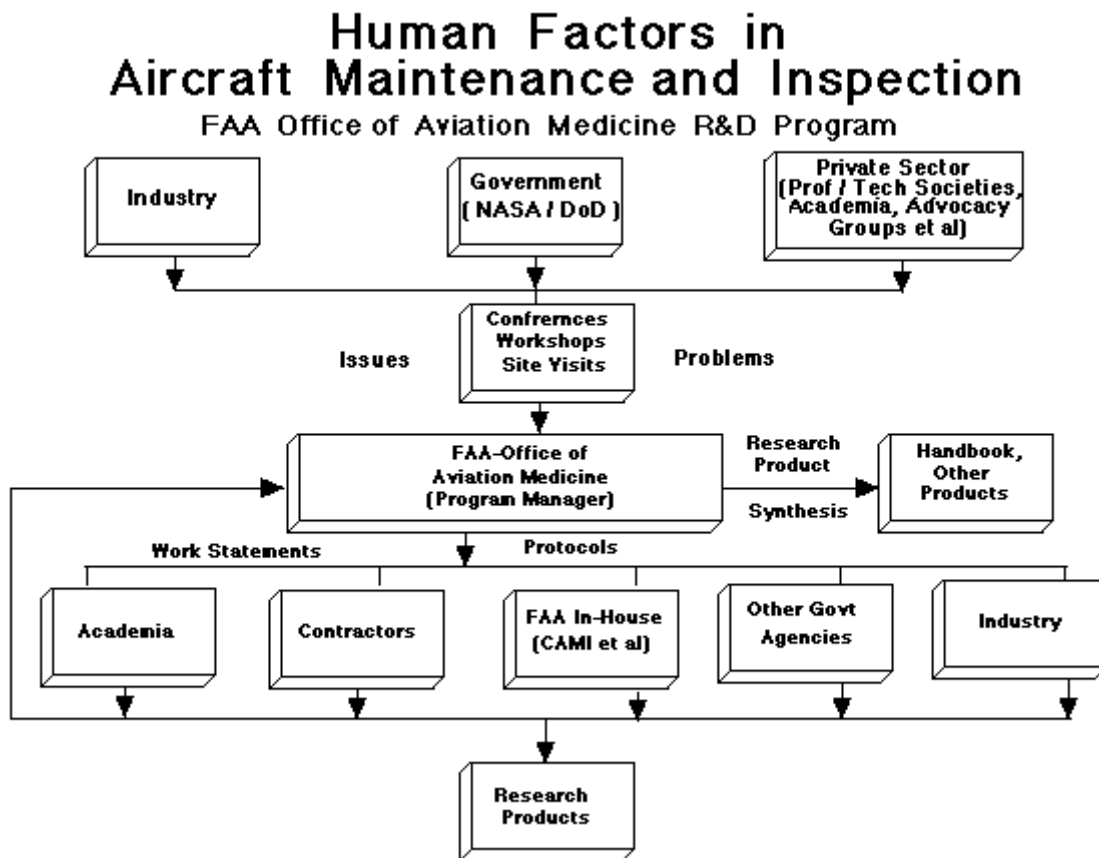 Human Factors in
Aircraft Maintenance and Inspection
FAA Office of Aviation Medicine R&D Program
Industry
Government
( NASA / DoD )
Private Sector
(Prof / Tech Societies,
Academia, Advocacy
Groups et al)
Issues
Confrernces
Workshops
Site Visits
Problems
FAA-Office of
Aviation Medicine
(Program Manager)
Research
Product
Synthesis
Handbook,
Other
Products
Work Statements
Protocols
Academia
Contractors
FAA In-House
(CAMI et al)
Other Govt
Agencies
Industry
Research
Products